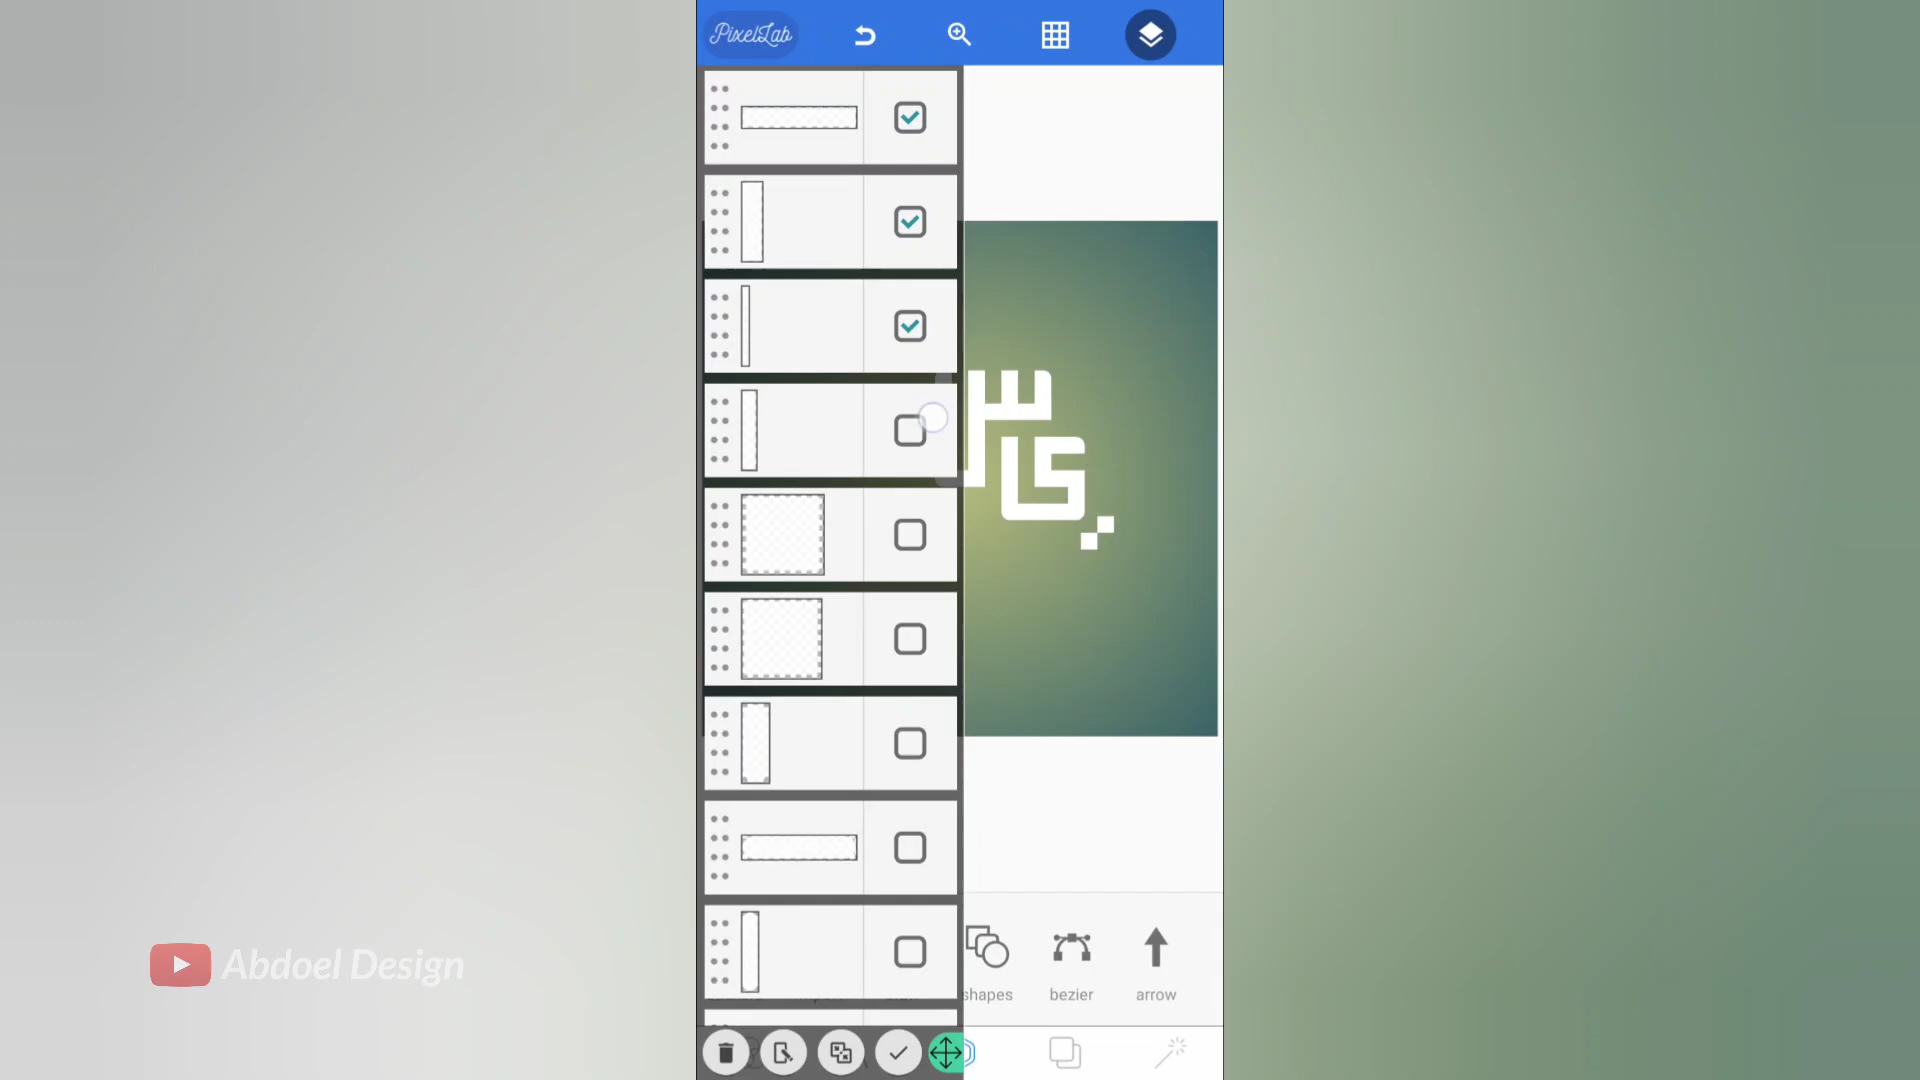 PixelLab
shapes
bezier
arrow
Abdoel Design